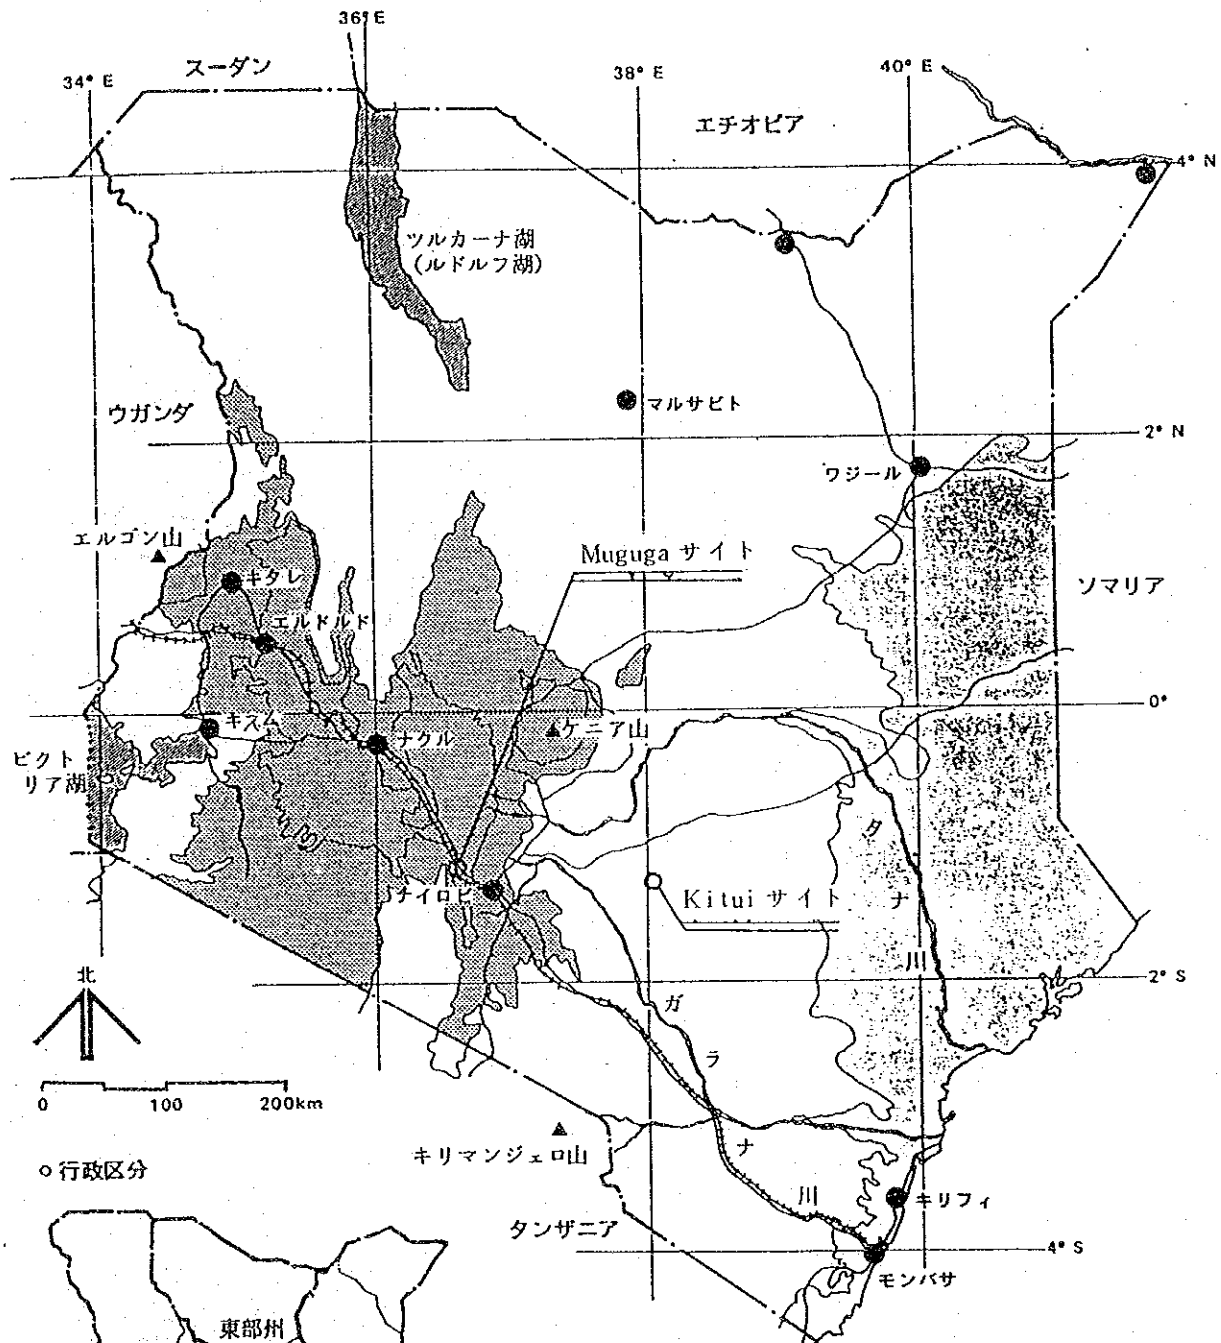 36° E
34° E
スーダン
38° E
40° E
エチオピア
4° N
ツルカーナ湖
(ルドルフ湖)
ウガンダ
マルサビト
2° N
ワジール
エルゴン山
Muguga サイト
キタレ
ソマリア
エルドルド
キスム
ケニア山
0°
ナクル
ビクト
リア湖
タ
ナ
川
ナイロビ
Kitui サイト
北
2° S
ガ
ラ
ナ
川
0 100 200km
キリマンジェロ山
○ 行政区分
キリフィ
タンザニア
4° S
モンバサ
東部州